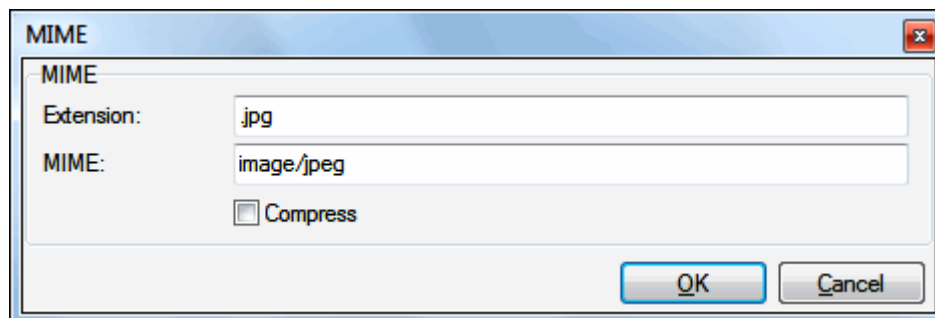 MIME
MIME
Extension: .jpg
MIME: image/jpeg
Compress
OK Cancel